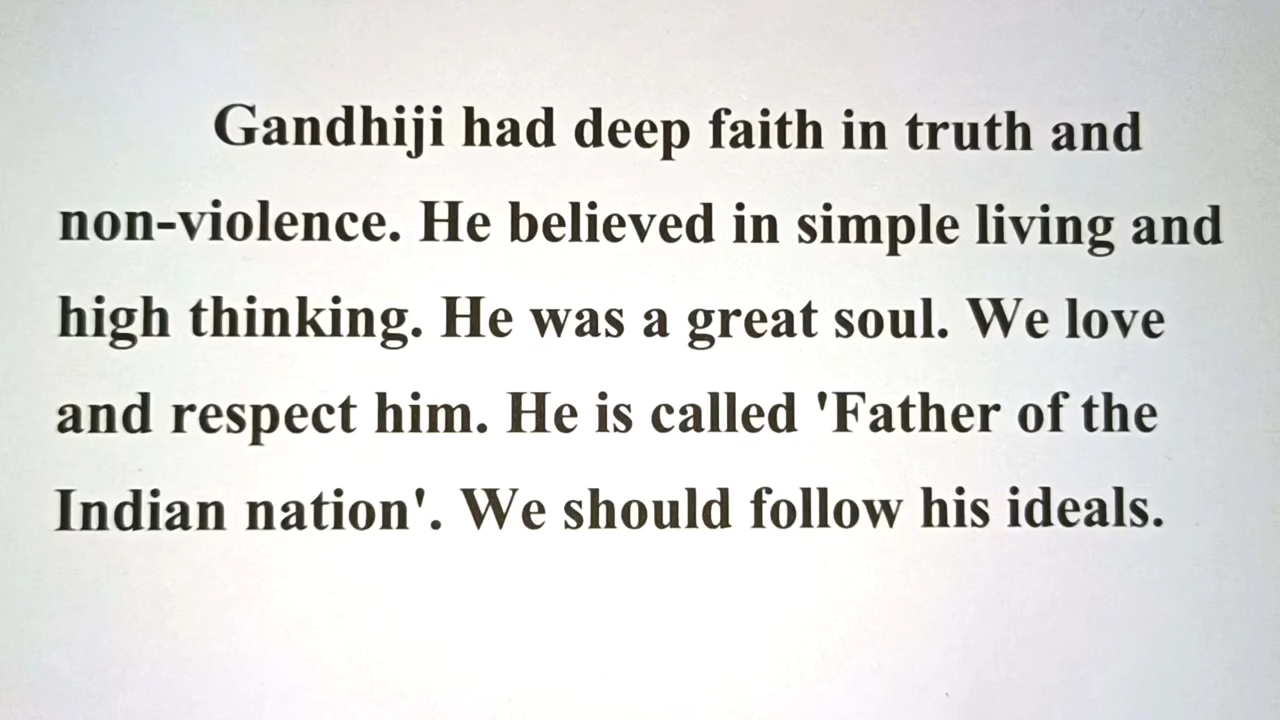 Gandhiji had deep faith in truth and
non-violence. He believed in simple living and
high thinking. He was a great soul. We love
and respect him. He is called 'Father of the
Indian nation'. We should follow his ideals.